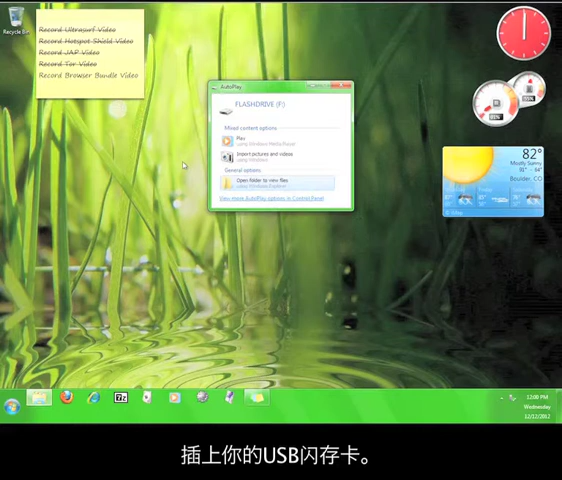 Recycle Bin
Record Ultrasurf Video
Record Hotspot Shield Video
Record JAP Video
Record Tor Video
Record Browser Bundle Video
AutoPlay
FLASHDRIVE (F:)
Mixed content options
Play
using Windows Media Player
Import pictures and videos
using Windows
General options
Open folder to view files
using Windows Explorer
View more AutoPlay options in Control Panel
82°
Mostly Sunny
Boulder, CO
7z
12:00 PM
Wednesday
12/12/2012
插上你的USB闪存卡。